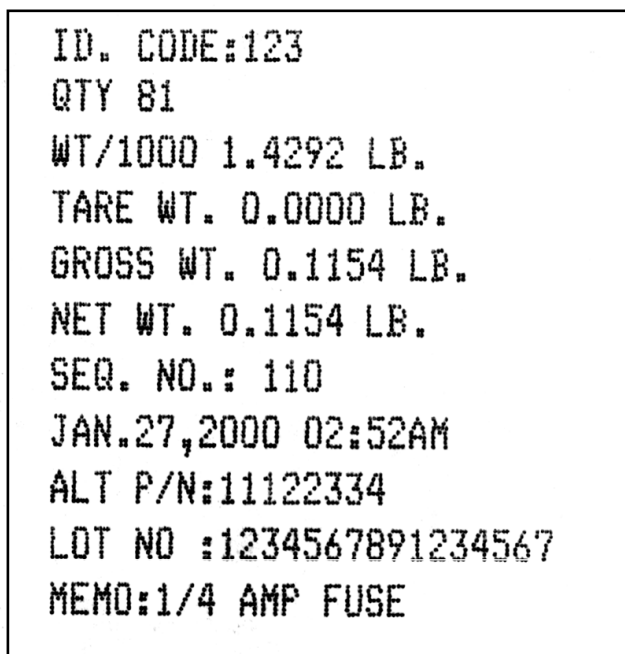 ID. CODE:123
QTY 81
WT/1000 1.4292 LB.
TARE WT. 0.0000 LB.
GROSS WT. 0.1154 LB.
NET WT. 0.1154 LB.
SEQ. NO.: 110
JAN.27,2000 02:52AM
ALT P/N:11122334
LOT NO :1234567891234567
MEMO:1/4 AMP FUSE